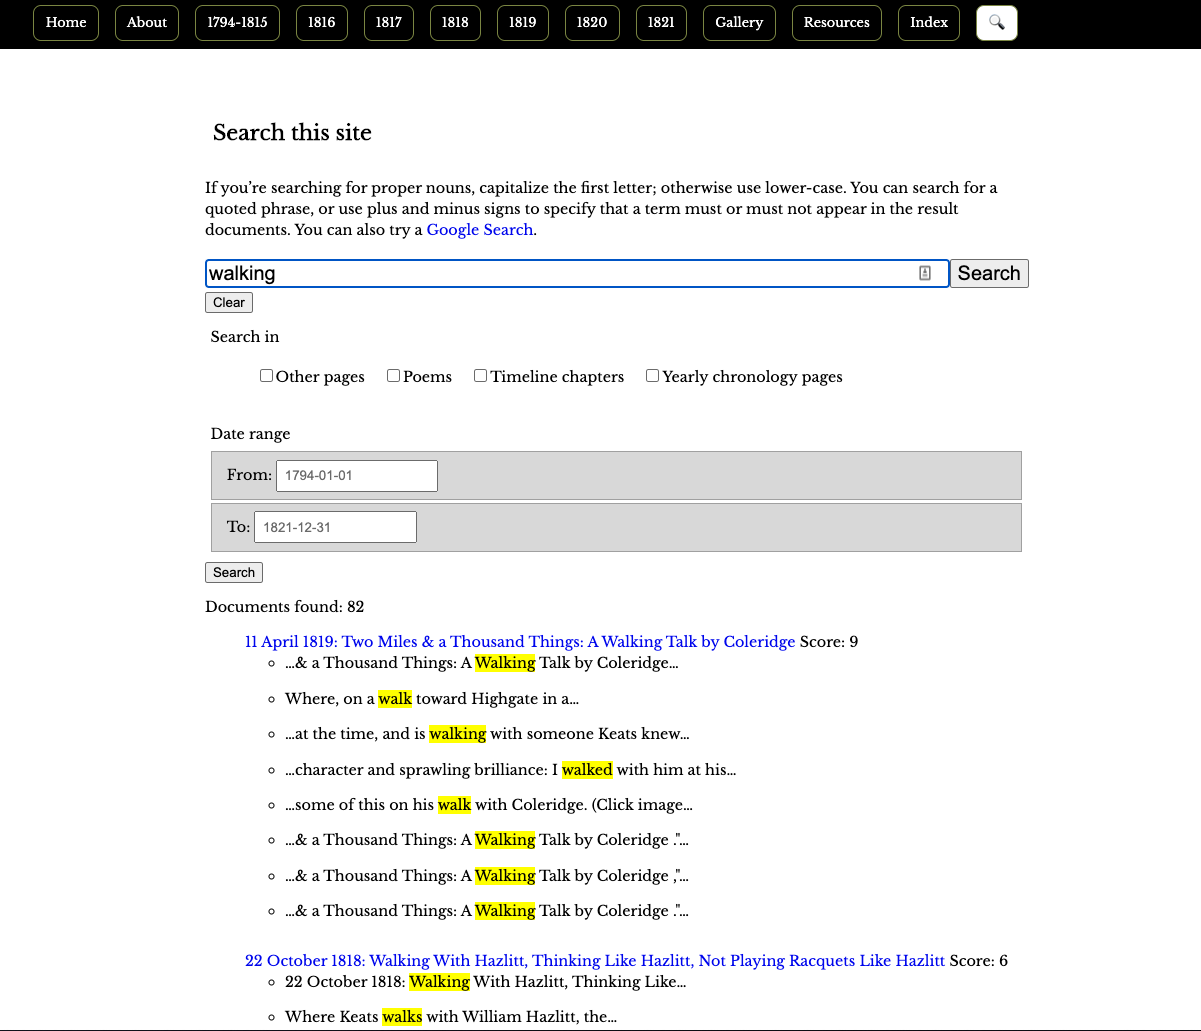 Home About 1794-1815 1816 1817 1818 1819 1820 1821 Gallery Resources Index 🔍
Search this site
If you’re searching for proper nouns, capitalize the first letter; otherwise use lower-case. You can search for a
quoted phrase, or use plus and minus signs to specify that a term must or must not appear in the result
documents. You can also try a Google Search.
walking Search
Clear
Search in
Other pages Poems Timeline chapters Yearly chronology pages
Date range
From: 1794-01-01
To: 1821-12-31
Search
Documents found: 82
11 April 1819: Two Miles & a Thousand Things: A Walking Talk by Coleridge Score: 9
...& a Thousand Things: A Walking Talk by Coleridge...
Where, on a walk toward Highgate in a...
...at the time, and is walking with someone Keats knew...
...character and sprawling brilliance: I walked with him at his...
...some of this on his walk with Coleridge. (Click image...
...& a Thousand Things: A Walking Talk by Coleridge ."...
...& a Thousand Things: A Walking Talk by Coleridge ,"...
...& a Thousand Things: A Walking Talk by Coleridge ."...
22 October 1818: Walking With Hazlitt, Thinking Like Hazlitt, Not Playing Racquets Like Hazlitt Score: 6
22 October 1818: Walking With Hazlitt, Thinking Like...
Where Keats walks with William Hazlitt, the...